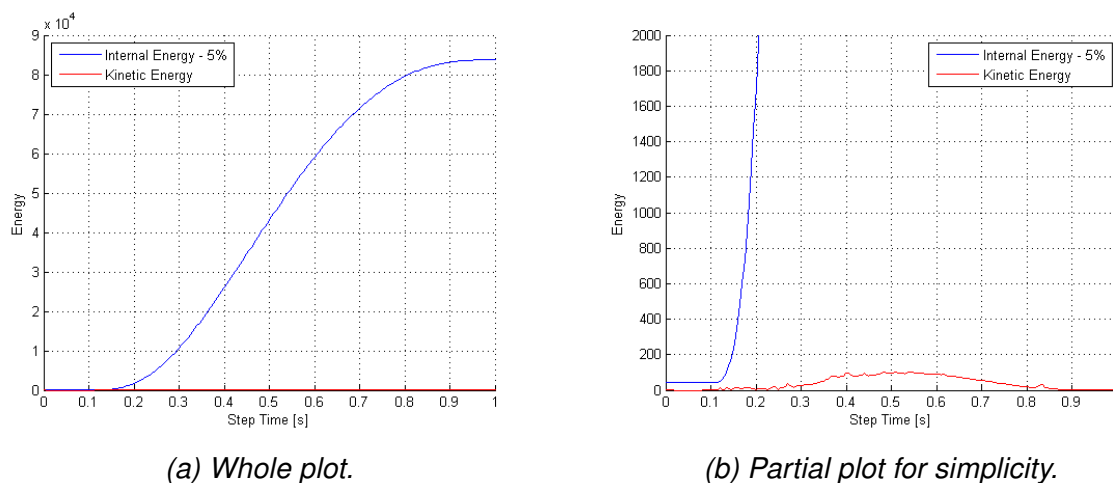 x 10⁴
9
8
7
6
5
4
3
2
1
0
Energy
Internal Energy - 5%
Kinetic Energy
0 0.1 0.2 0.3 0.4 0.5 0.6 0.7 0.8 0.9 1
Step Time [s]
(a) Whole plot.
2000
1800
1600
1400
1200
1000
800
600
400
200
0
Energy
Internal Energy - 5%
Kinetic Energy
0 0.1 0.2 0.3 0.4 0.5 0.6 0.7 0.8 0.9
Step Time [s]
(b) Partial plot for simplicity.